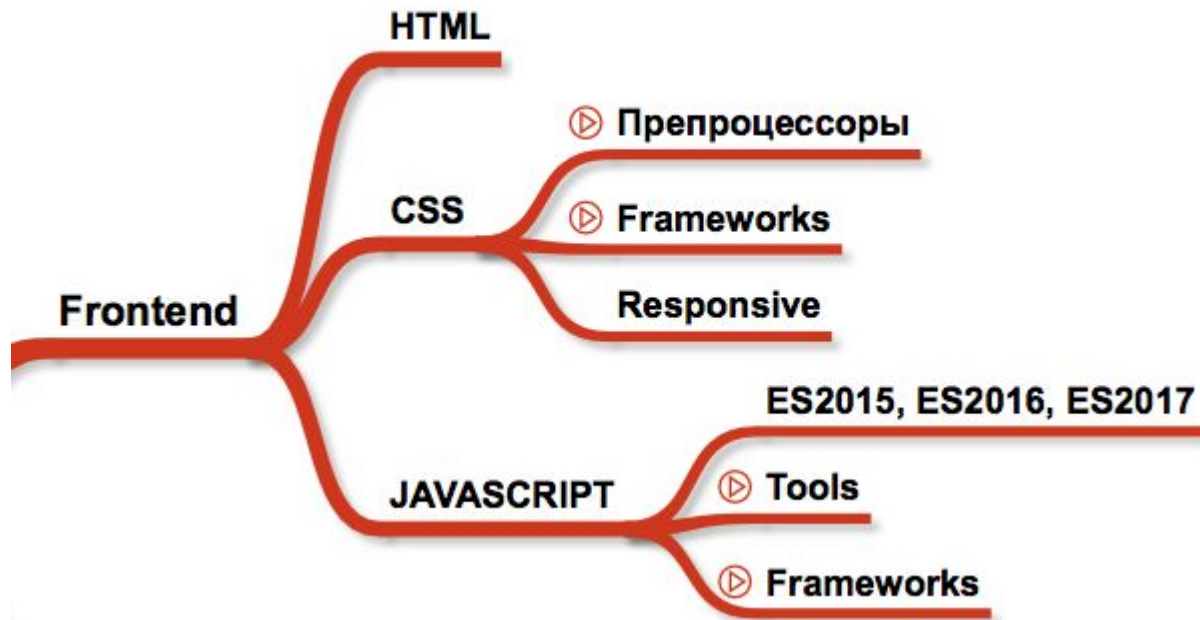 HTML
Препроцессоры
CSS
Frameworks
Responsive
Frontend
ES2015, ES2016, ES2017
JAVASCRIPT
Tools
Frameworks